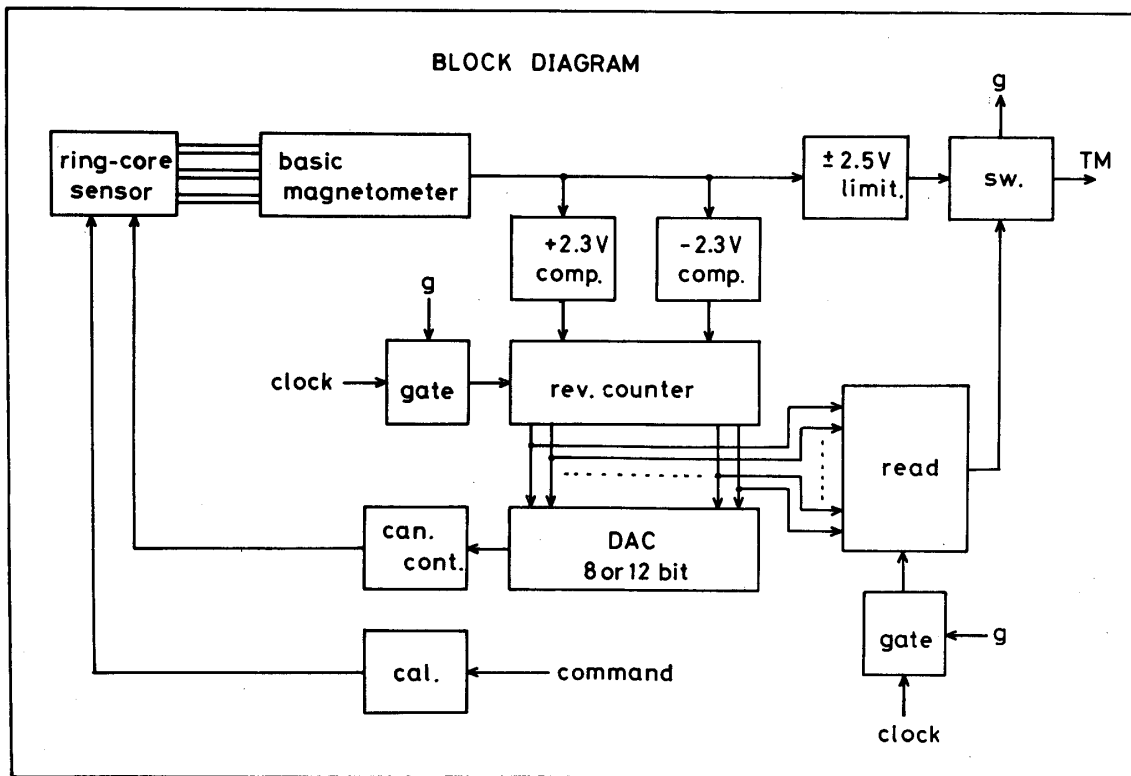 BLOCK DIAGRAM
g
ring-core
sensor
basic
magnetometer
±2.5V
limit.
sw.
TM
+2.3V
comp.
-2.3V
comp.
g
clock
gate
rev. counter
read
can.
cont.
DAC
8 or 12 bit
gate
g
cal.
command
clock